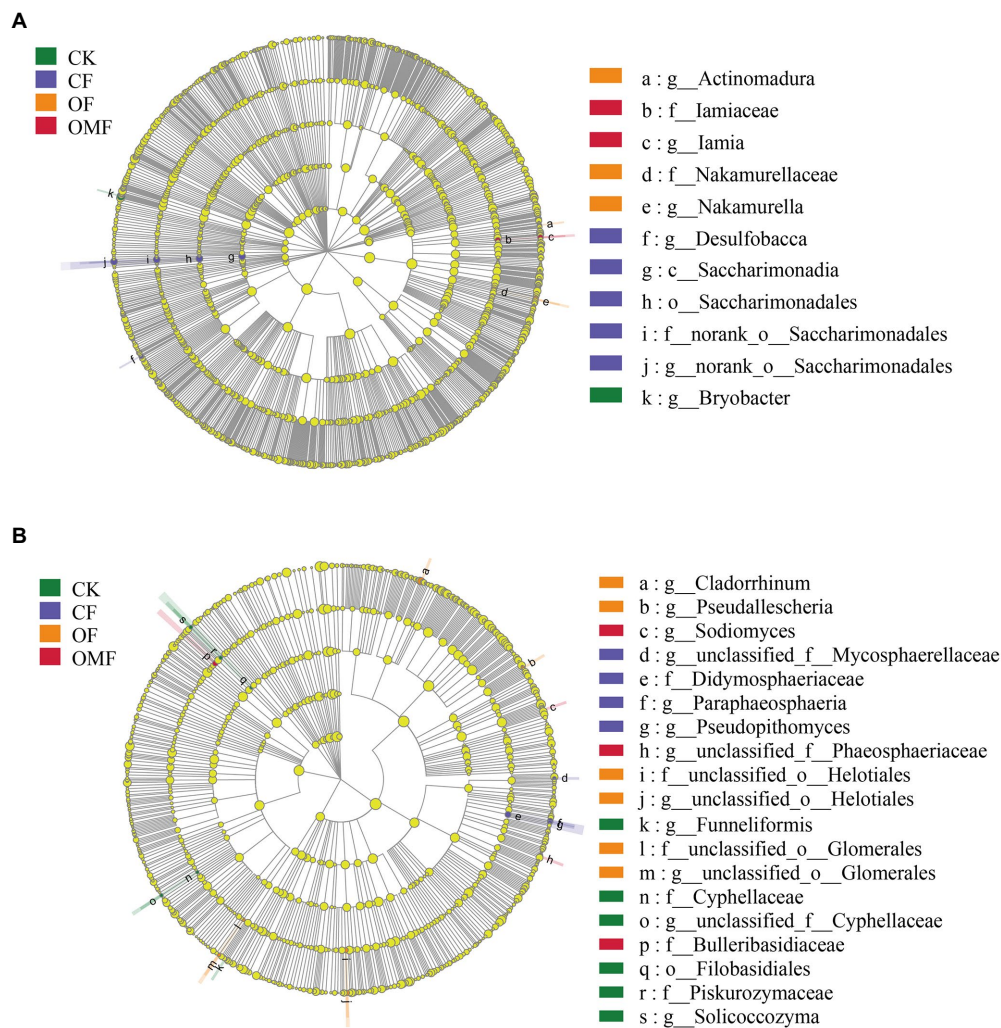 A
CK
CF
OF
OMF
a : g__Actinomadura
b : f__Iamiaceae
c : g__Iamia
d : f__Nakamurellaceae
e : g__Nakamurella
f : g__Desulfobacca
g : c__Saccharimonadia
h : o__Saccharimonadales
i : f__norank_o__Saccharimonadales
j : g__norank_o__Saccharimonadales
k : g__Bryobacter
k
a
b
c
j
i
h
g
d
e
f
B
CK
CF
OF
OMF
a : g__Cladorrhinum
b : g__Pseudallescheria
c : g__Sodiomyces
d : g__unclassified_f__Mycosphaerellaceae
e : f__Didymosphaeriaceae
f : g__Paraphaeosphaeria
g : g__Pseudopithomyces
h : g__unclassified_f__Phaeosphaeriaceae
i : f__unclassified_o__Helotiales
j : g__unclassified_o__Helotiales
k : g__Funneliformis
l : f__unclassified_o__Glomerales
m : g__unclassified_o__Glomerales
n : f__Cyphellaceae
o : g__unclassified_f__Cyphellaceae
p : f__Bulleribasidiaceae
q : o__Filobasidiales
r : f__Piskurozymaceae
s : g__Solicoccozyma
a
s
r
p
q
b
c
d
e
f
g
h
n
o
l
m
k
i
j